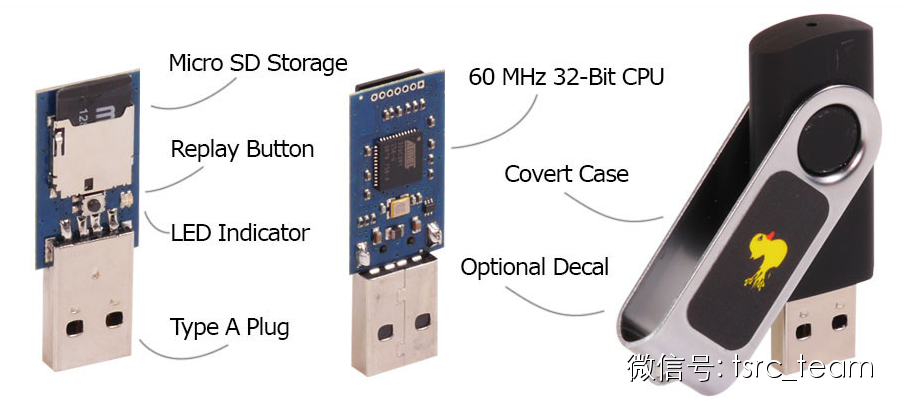 Micro SD Storage
60 MHz 32-Bit CPU
Replay Button
Covert Case
LED Indicator
Optional Decal
Type A Plug
微信号: tsrc_team